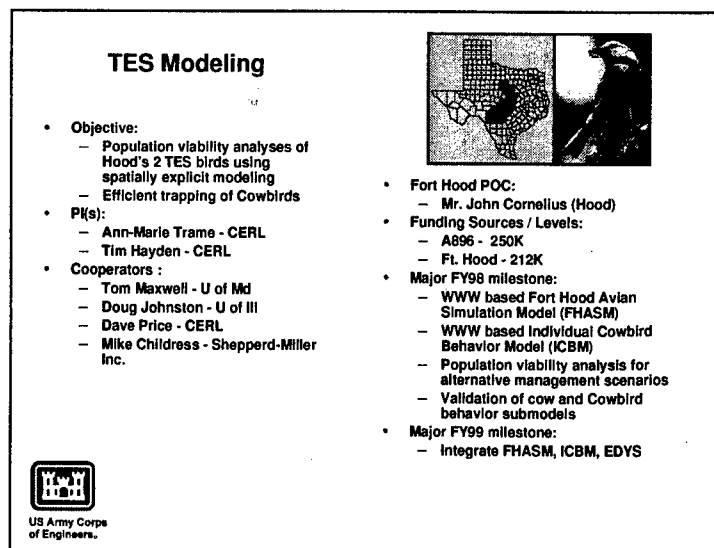 TES Modeling
• Objective:
– Population viability analyses of
Hood's 2 TES birds using
spatially explicit modeling
– Efficient trapping of Cowbirds
• PI(s):
– Ann-Marie Trame - CERL
– Tim Hayden - CERL
• Cooperators :
– Tom Maxwell - U of Md
– Doug Johnston - U of Ill
– Dave Price - CERL
– Mike Childress - Shepperd-Miller
Inc.
• Fort Hood POC:
– Mr. John Cornelius (Hood)
• Funding Sources / Levels:
– A896 - 250K
– Ft. Hood - 212K
• Major FY98 milestone:
– WWW based Fort Hood Avian
Simulation Model (FHASM)
– WWW based Individual Cowbird
Behavior Model (ICBM)
– Population viability analysis for
alternative management scenarios
– Validation of cow and Cowbird
behavior submodels
• Major FY99 milestone:
– Integrate FHASM, ICBM, EDYS
US Army Corps
of Engineers®